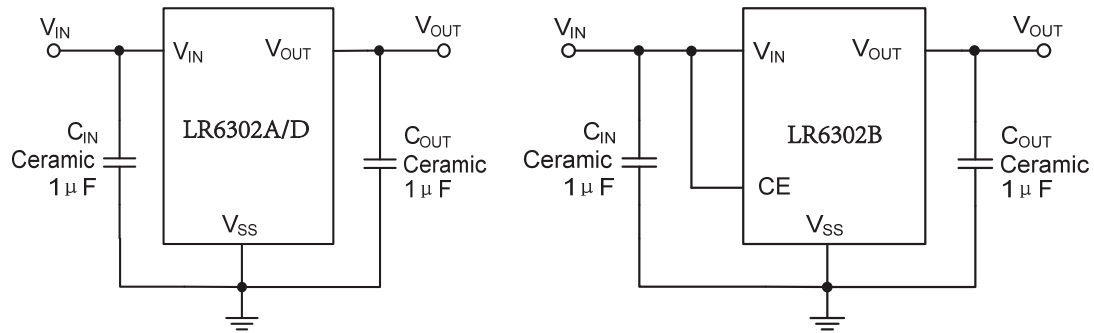 VIN
VIN
VOUT
VOUT
LR6302A/D
CIN
Ceramic
1μF
COUT
Ceramic
1μF
VSS
VIN
VIN
VOUT
VOUT
LR6302B
CIN
Ceramic
1μF
COUT
Ceramic
1μF
CE
VSS